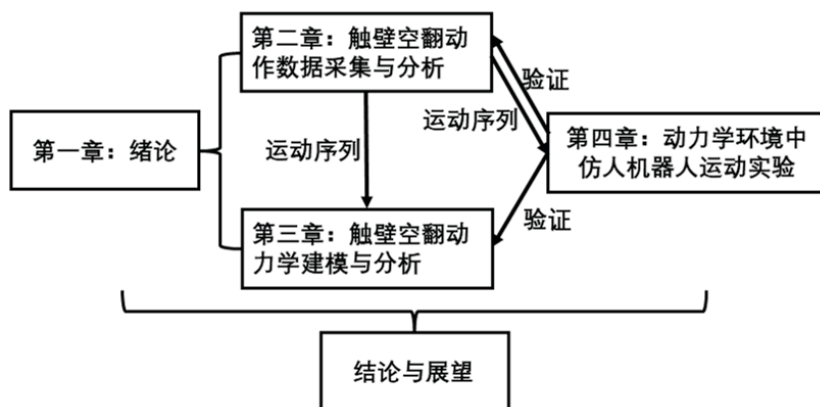 第二章：触壁空翻动
作数据采集与分析
验证
运动序列
第一章：绪论
运动序列
第四章：动力学环境中
仿人机器人运动实验
第三章：触壁空翻动
力学建模与分析
验证
结论与展望